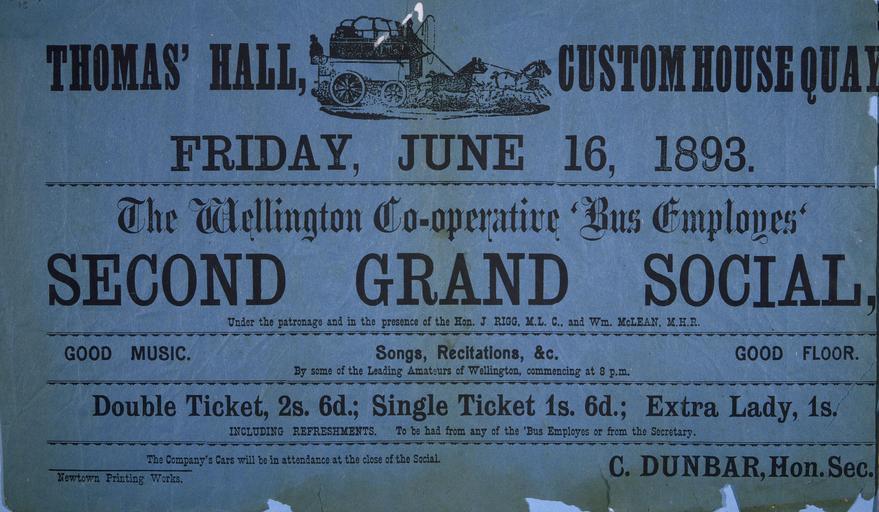 THOMAS' HALL, CUSTOM HOUSE QUAY
FRIDAY, JUNE 16, 1893.
The Wellington Co-operative 'Bus Employes'
SECOND GRAND SOCIAL,
Under the patronage and in the presence of the Hon. J RIGG, M.L. C., and Wm. McLEAN, M.H.R.
GOOD MUSIC. Songs, Recitations, &c. GOOD FLOOR.
By some of the Leading Amateurs of Wellington, commencing at 8 p.m.
Double Ticket, 2s. 6d.; Single Ticket 1s. 6d.; Extra Lady, 1s.
INCLUDING REFRESHMENTS. To be had from any of the 'Bus Employes or from the Secretary.
The Company's Cars will be in attendance at the close of the Social.
C. DUNBAR, Hon. Sec.
Newtown Printing Works.